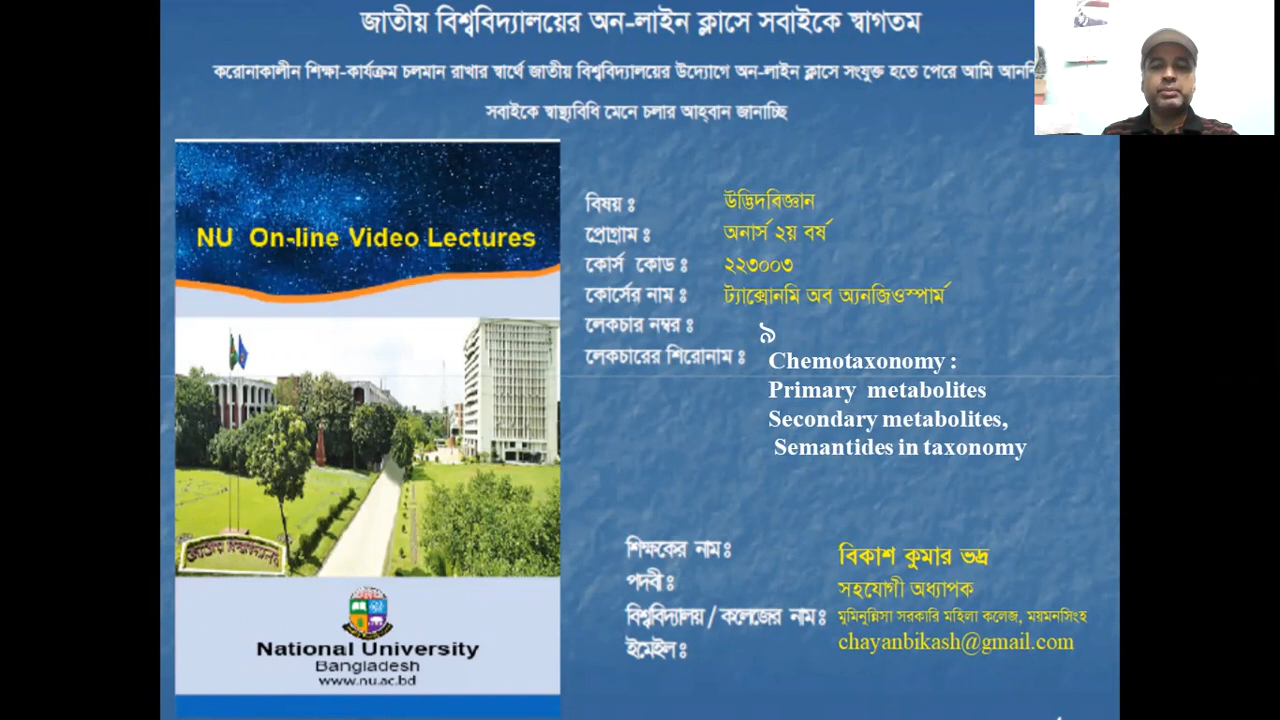 জাতীয় বিশ্ববিদ্যালয়ের অন-লাইন ক্লাসে সবাইকে স্বাগতম
করোনাকালীন শিক্ষা-কার্যক্রম চলমান রাখার স্বার্থে জাতীয় বিশ্ববিদ্যালয়ের উদ্যোগে অন-লাইন ক্লাসে সংযুক্ত হতে পেরে আমি
সবাইকে স্বাস্থ্যবিধি মেনে চলার আহ্বান জানাচ্ছি
NU On-line Video Lectures
জাতীয় বিশ্ববিদ্যালয়
National University
Bangladesh
www.nu.ac.bd
বিষয় ঃ উদ্ভিদবিজ্ঞান
প্রোগ্রাম ঃ অনার্স ২য় বর্ষ
কোর্স কোড ঃ ২২৩০০৩
কোর্সের নাম ঃ ট্যাক্সোনমি অব অ্যনজিওস্পার্ম
লেকচার নম্বর ঃ ৯
লেকচারের শিরোনাম ঃ Chemotaxonomy :
Primary metabolites
Secondary metabolites,
Semantides in taxonomy
শিক্ষকের নাম ঃ বিকাশ কুমার ভদ্র
পদবী ঃ সহযোগী অধ্যাপক
বিশ্ববিদ্যালয় / কলেজের নাম ঃ মুমিনুন্নিসা সরকারি মহিলা কলেজ, ময়মনসিংহ
ইমেইল ঃ chayanbikash@gmail.com